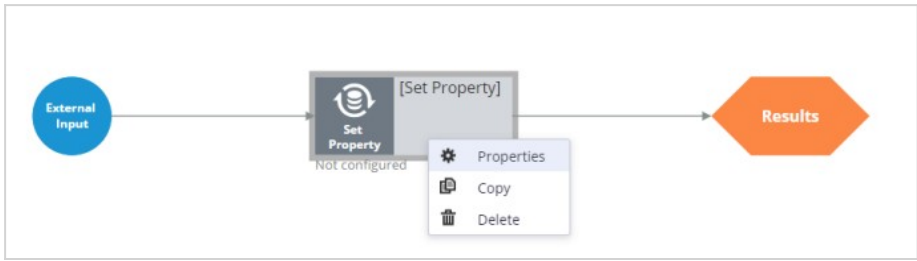 External
Input
Set
Property
[Set Property]
Not configured
Properties
Copy
Delete
Results